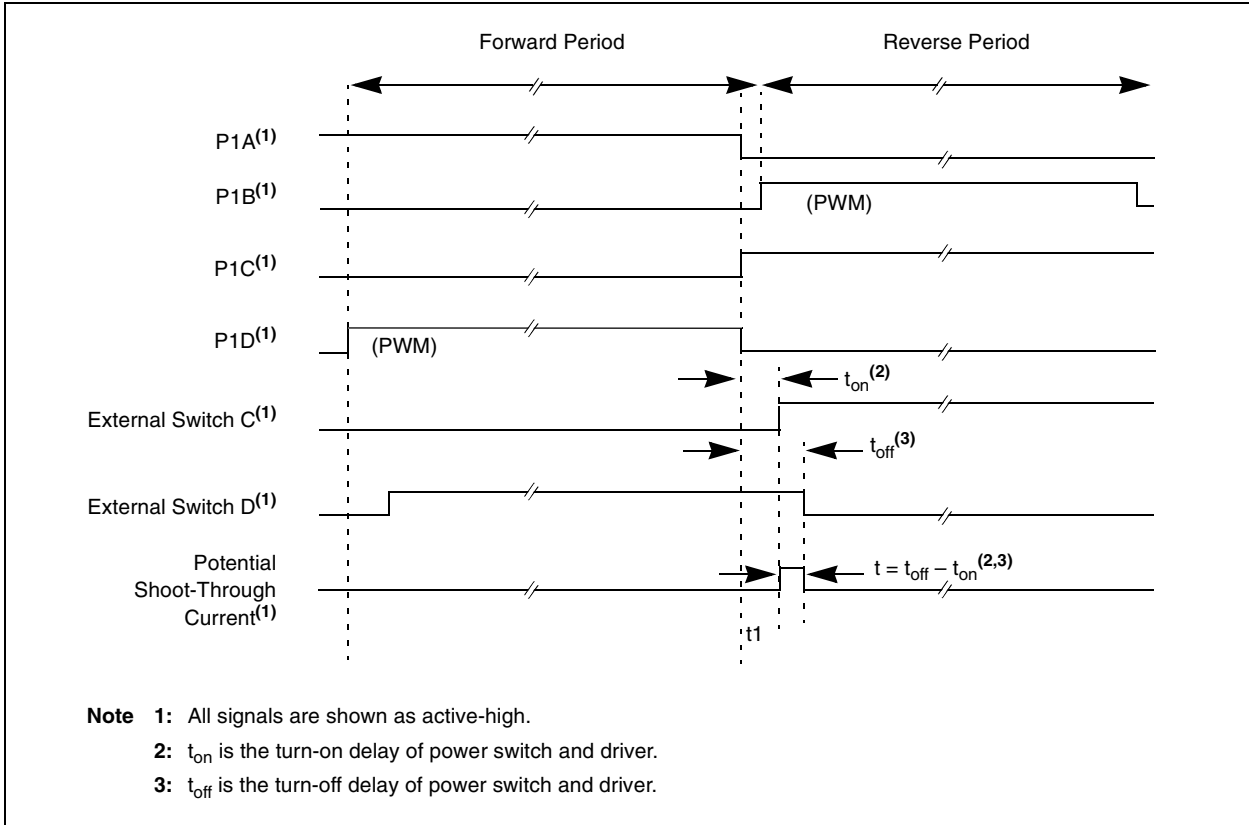 Forward Period
Reverse Period
P1A(1)
P1B(1)
(PWM)
P1C(1)
P1D(1)
(PWM)
ton(2)
External Switch C(1)
toff(3)
External Switch D(1)
Potential
Shoot-Through
Current(1)
t = toff – ton(2,3)
t1
Note 1: All signals are shown as active-high.
2: ton is the turn-on delay of power switch and driver.
3: toff is the turn-off delay of power switch and driver.